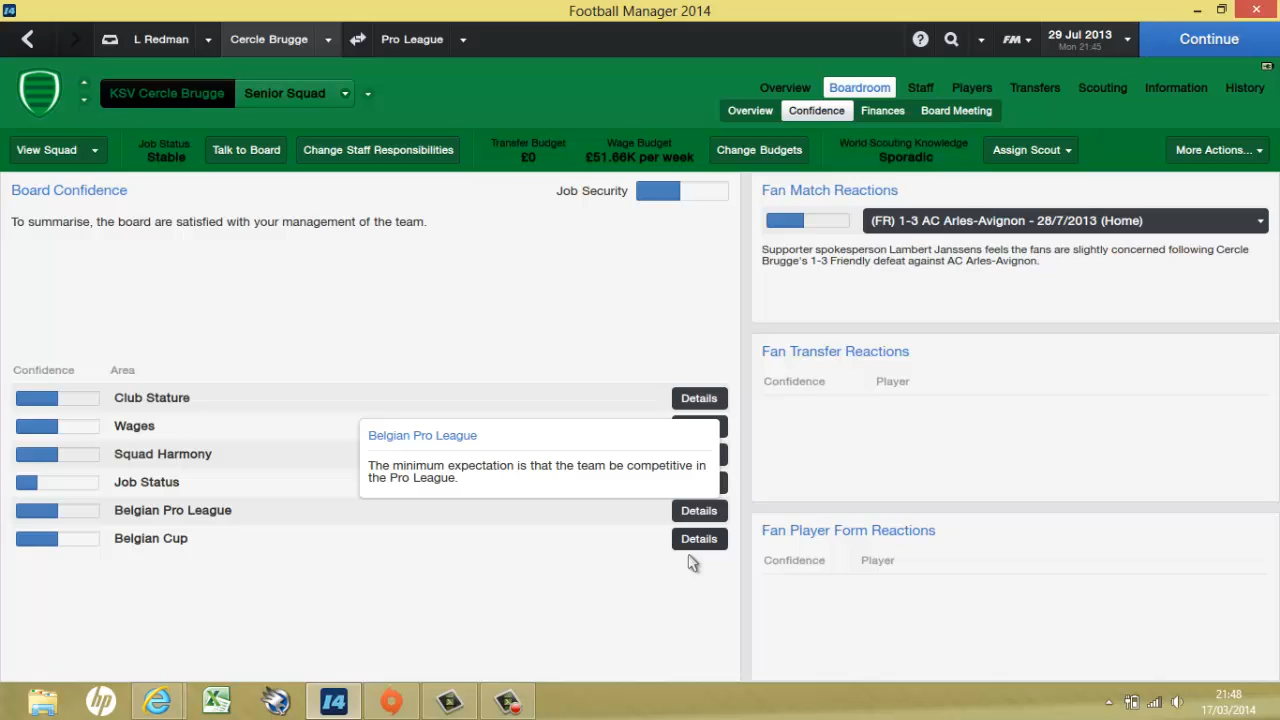 Football Manager 2014
L Redman
Cercle Brugge
Pro League
FM
29 Jul 2013
Mon 21:45
Continue
KSV Cercle Brugge
Senior Squad
Overview
Boardroom
Staff
Players
Transfers
Scouting
Information
History
Overview
Confidence
Finances
Board Meeting
View Squad
Job Status
Stable
Talk to Board
Change Staff Responsibilities
Transfer Budget
£0
Wage Budget
£51.66K per week
Change Budgets
World Scouting Knowledge
Sporadic
Assign Scout
More Actions...
Board Confidence
Job Security
To summarise, the board are satisfied with your management of the team.
Confidence
Area
Club Stature
Details
Wages
Squad Harmony
Job Status
Belgian Pro League
Details
Belgian Cup
Details
Belgian Pro League
The minimum expectation is that the team be competitive in
the Pro League.
Fan Match Reactions
(FR) 1-3 AC Arles-Avignon - 28/7/2013 (Home)
Supporter spokesperson Lambert Janssens feels the fans are slightly concerned following Cercle
Brugge's 1-3 Friendly defeat against AC Arles-Avignon.
Fan Transfer Reactions
Confidence
Player
Fan Player Form Reactions
Confidence
Player
hp
14
21:48
17/03/2014